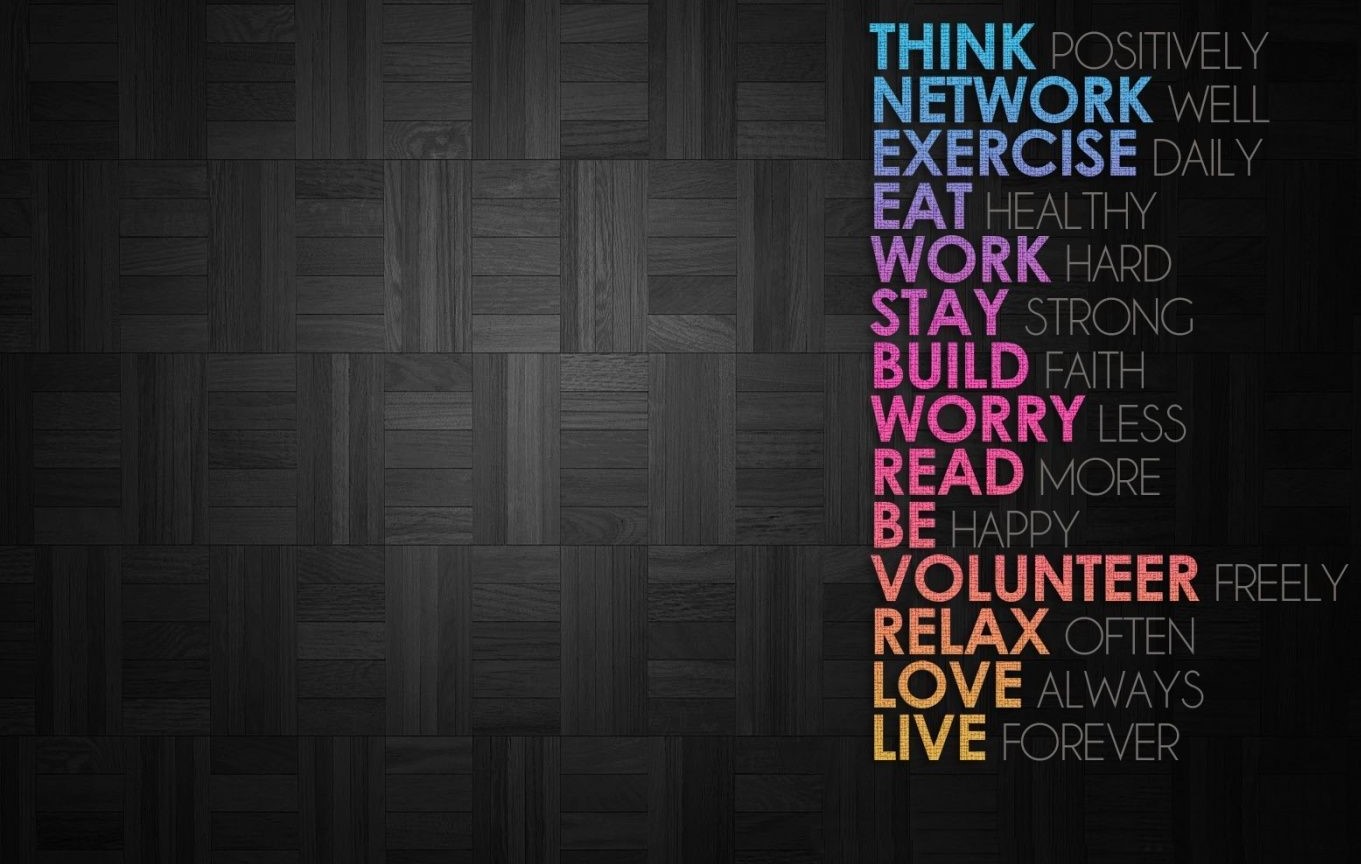 THINK POSITIVELY
NETWORK WELL
EXERCISE DAILY
EAT HEALTHY
WORK HARD
STAY STRONG
BUILD FAITH
WORRY LESS
READ MORE
BE HAPPY
VOLUNTEER FREELY
RELAX OFTEN
LOVE ALWAYS
LIVE FOREVER